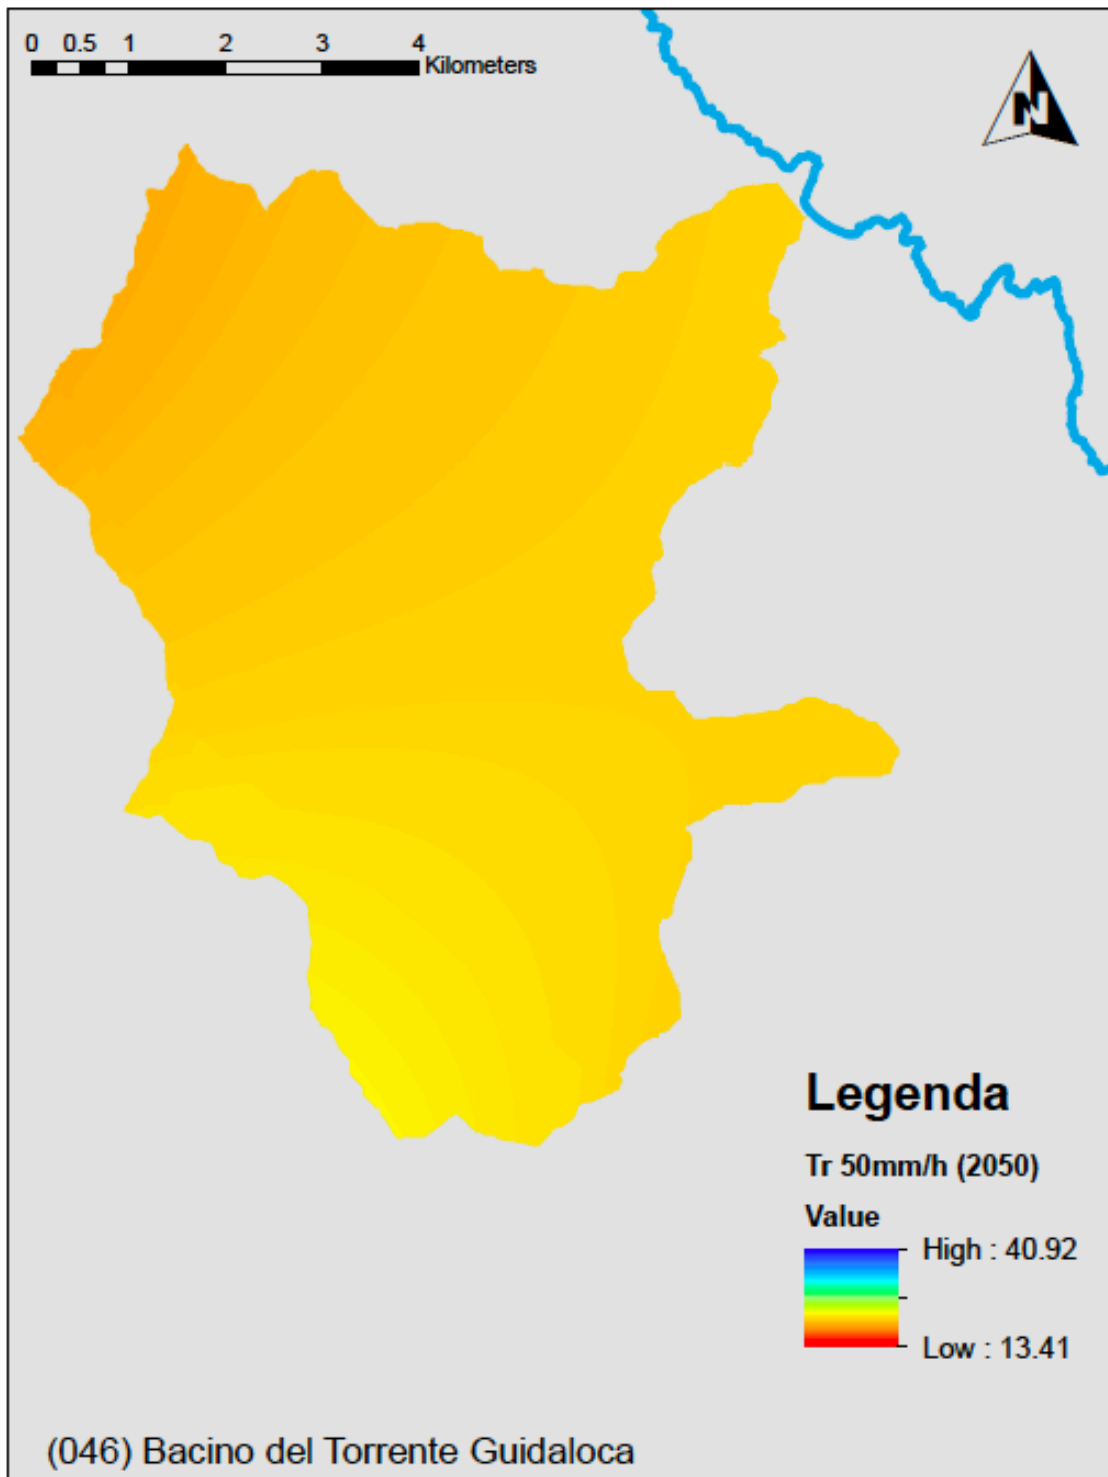 0 0.5 1 2 3 4
Kilometers
N
Legenda
Tr 50mm/h (2050)
Value
High : 40.92
Low : 13.41
(046) Bacino del Torrente Guidaloca